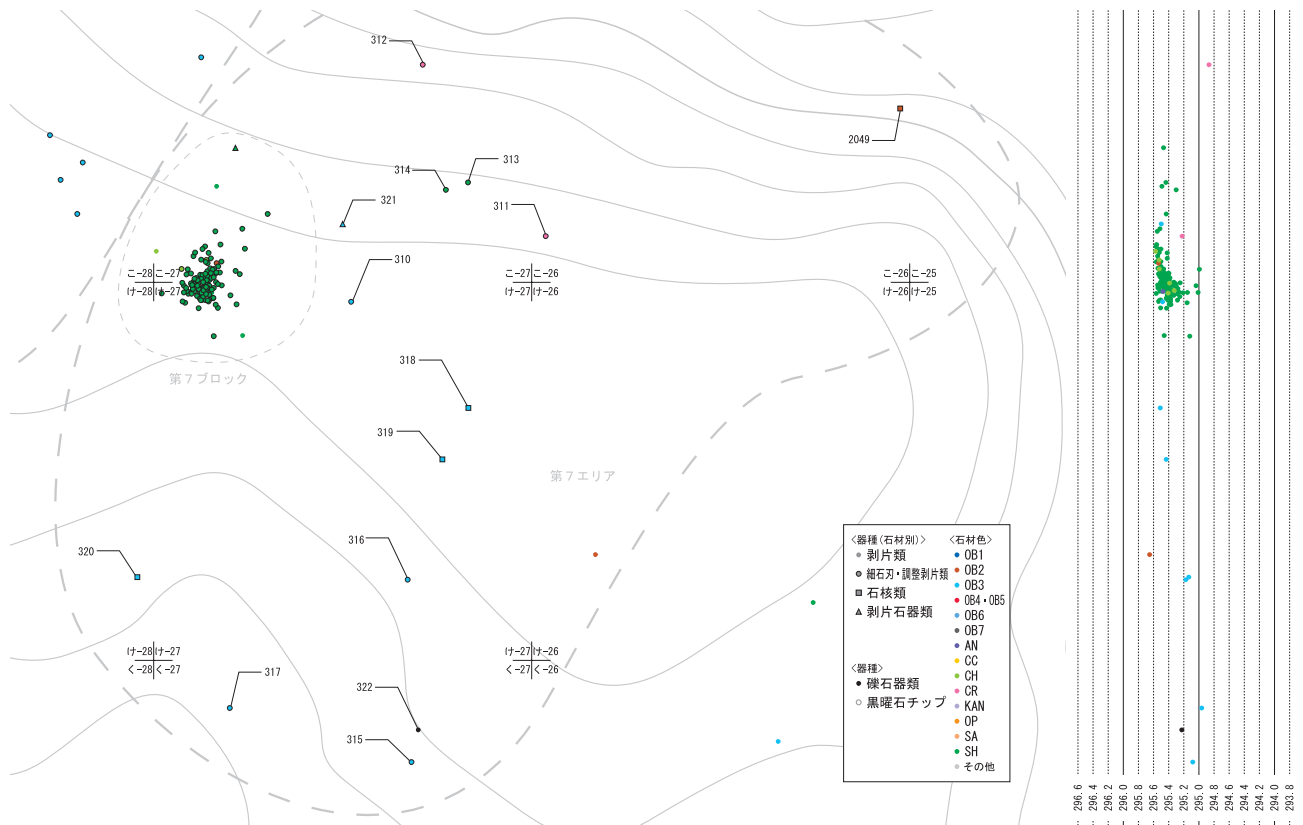 312
2049
313
314
321
311
310
こ-28 こ-27
け-28 け-27
こ-27 こ-26
け-27 け-26
こ-26 こ-25
け-26 け-25
第7ブロック
318
319
第7エリア
316
320
け-28 け-27
く-28 く-27
け-27 け-26
く-27 く-26
317
322
315
<器種(石材別)>
剥片類
細石刃・調整剥片類
石核類
剥片石器類
<器種>
礫石器類
黒曜石チップ
<石材色>
OB1
OB2
OB3
OB4・OB5
OB6
OB7
AN
CC
CH
CR
KAN
OP
SA
SH
その他
296.6
296.4
296.2
296.0
295.8
295.6
295.4
295.2
295.0
294.8
294.6
294.4
294.2
294.0
293.8